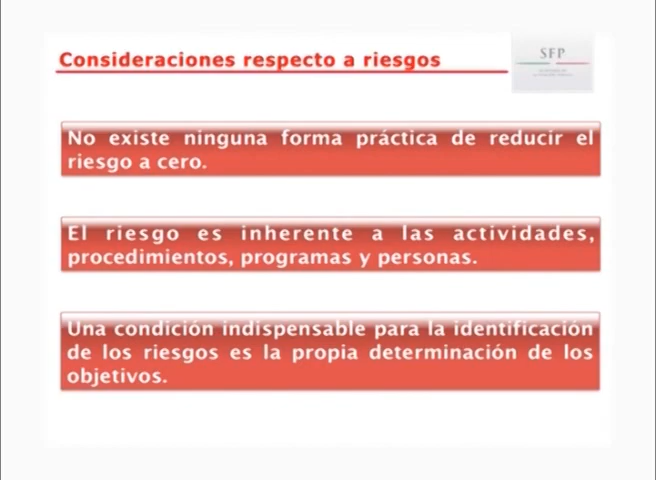 Consideraciones respecto a riesgos
SFP
No existe ninguna forma práctica de reducir el
riesgo a cero.
El riesgo es inherente a las actividades,
procedimientos, programas y personas.
Una condición indispensable para la identificación
de los riesgos es la propia determinación de los
objetivos.